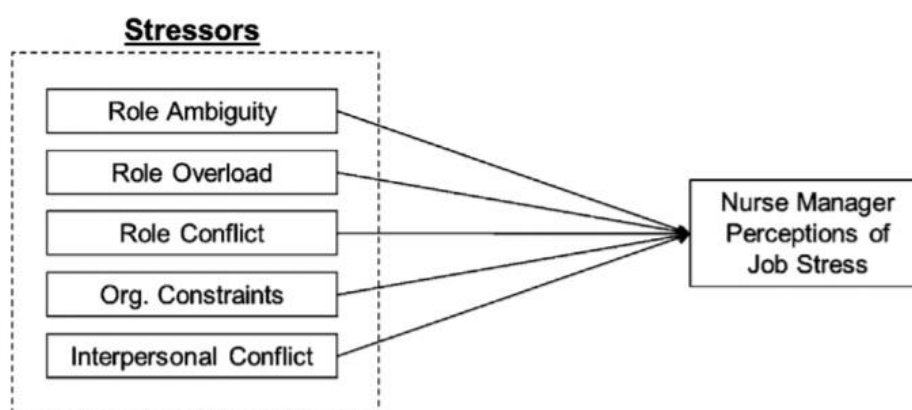 Stressors
Role Ambiguity
Role Overload
Role Conflict
Org. Constraints
Interpersonal Conflict
Nurse Manager
Perceptions of
Job Stress